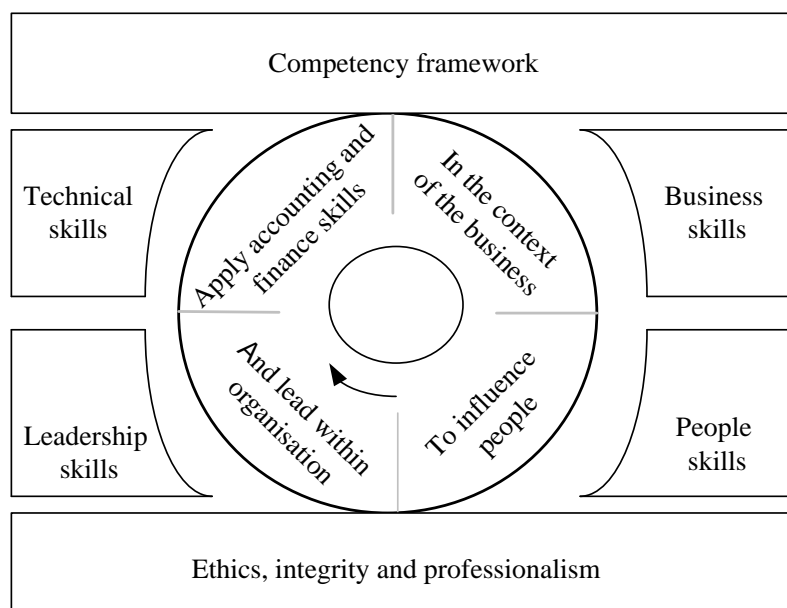 Competency framework
Technical
skills
Apply accounting and
finance skills
In the context
of the business
Business
skills
Leadership
skills
And lead within
organisation
To influence
people
People
skills
Ethics, integrity and professionalism